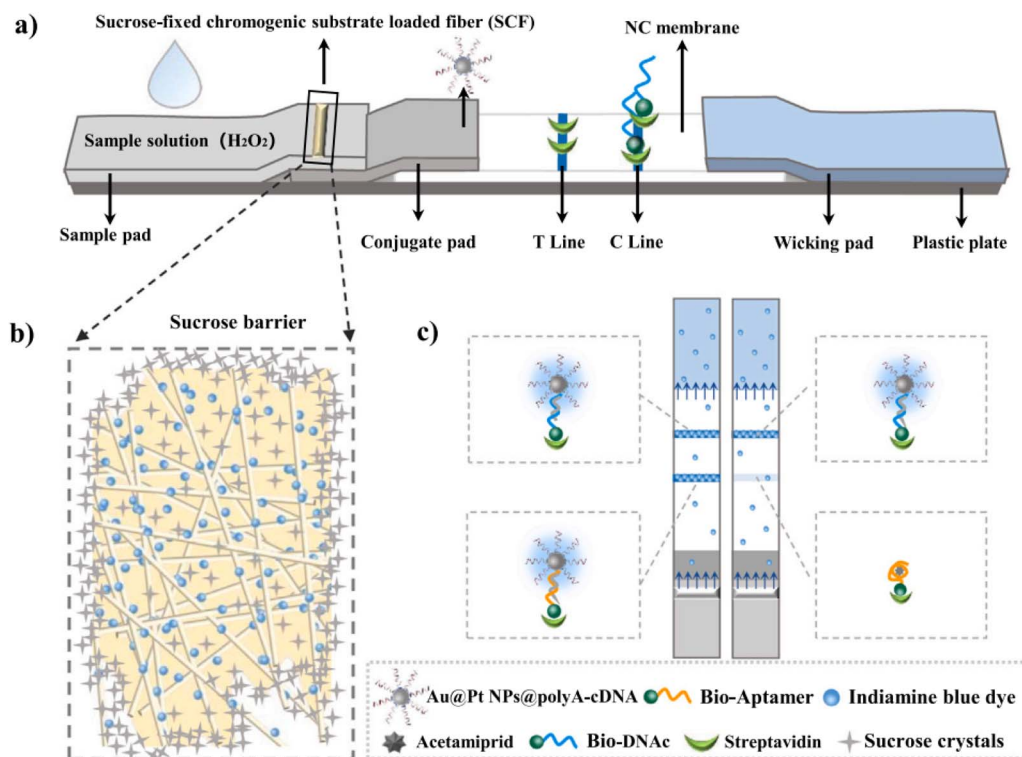 a)
Sucrose-fixed chromogenic substrate loaded fiber (SCF)
NC membrane
Sample solution (H2O2)
Sample pad
Conjugate pad
T Line
C Line
Wicking pad
Plastic plate
b)
Sucrose barrier
c)
Au@Pt NPs@polyA-cDNA
Bio-Aptamer
Indiamine blue dye
Acetamiprid
Bio-DNAc
Streptavidin
Sucrose crystals